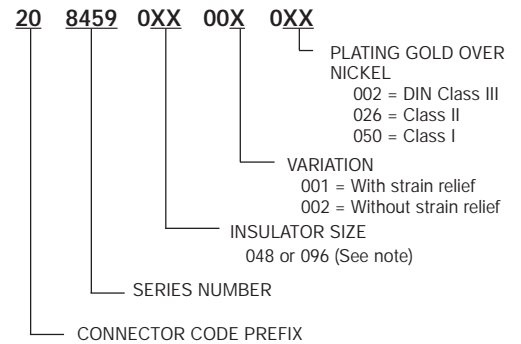 20 8459 0XX 00X 0XX
PLATING GOLD OVER
NICKEL
002 = DIN Class III
026 = Class II
050 = Class I
VARIATION
001 = With strain relief
002 = Without strain relief
INSULATOR SIZE
048 or 096 (See note)
SERIES NUMBER
CONNECTOR CODE PREFIX